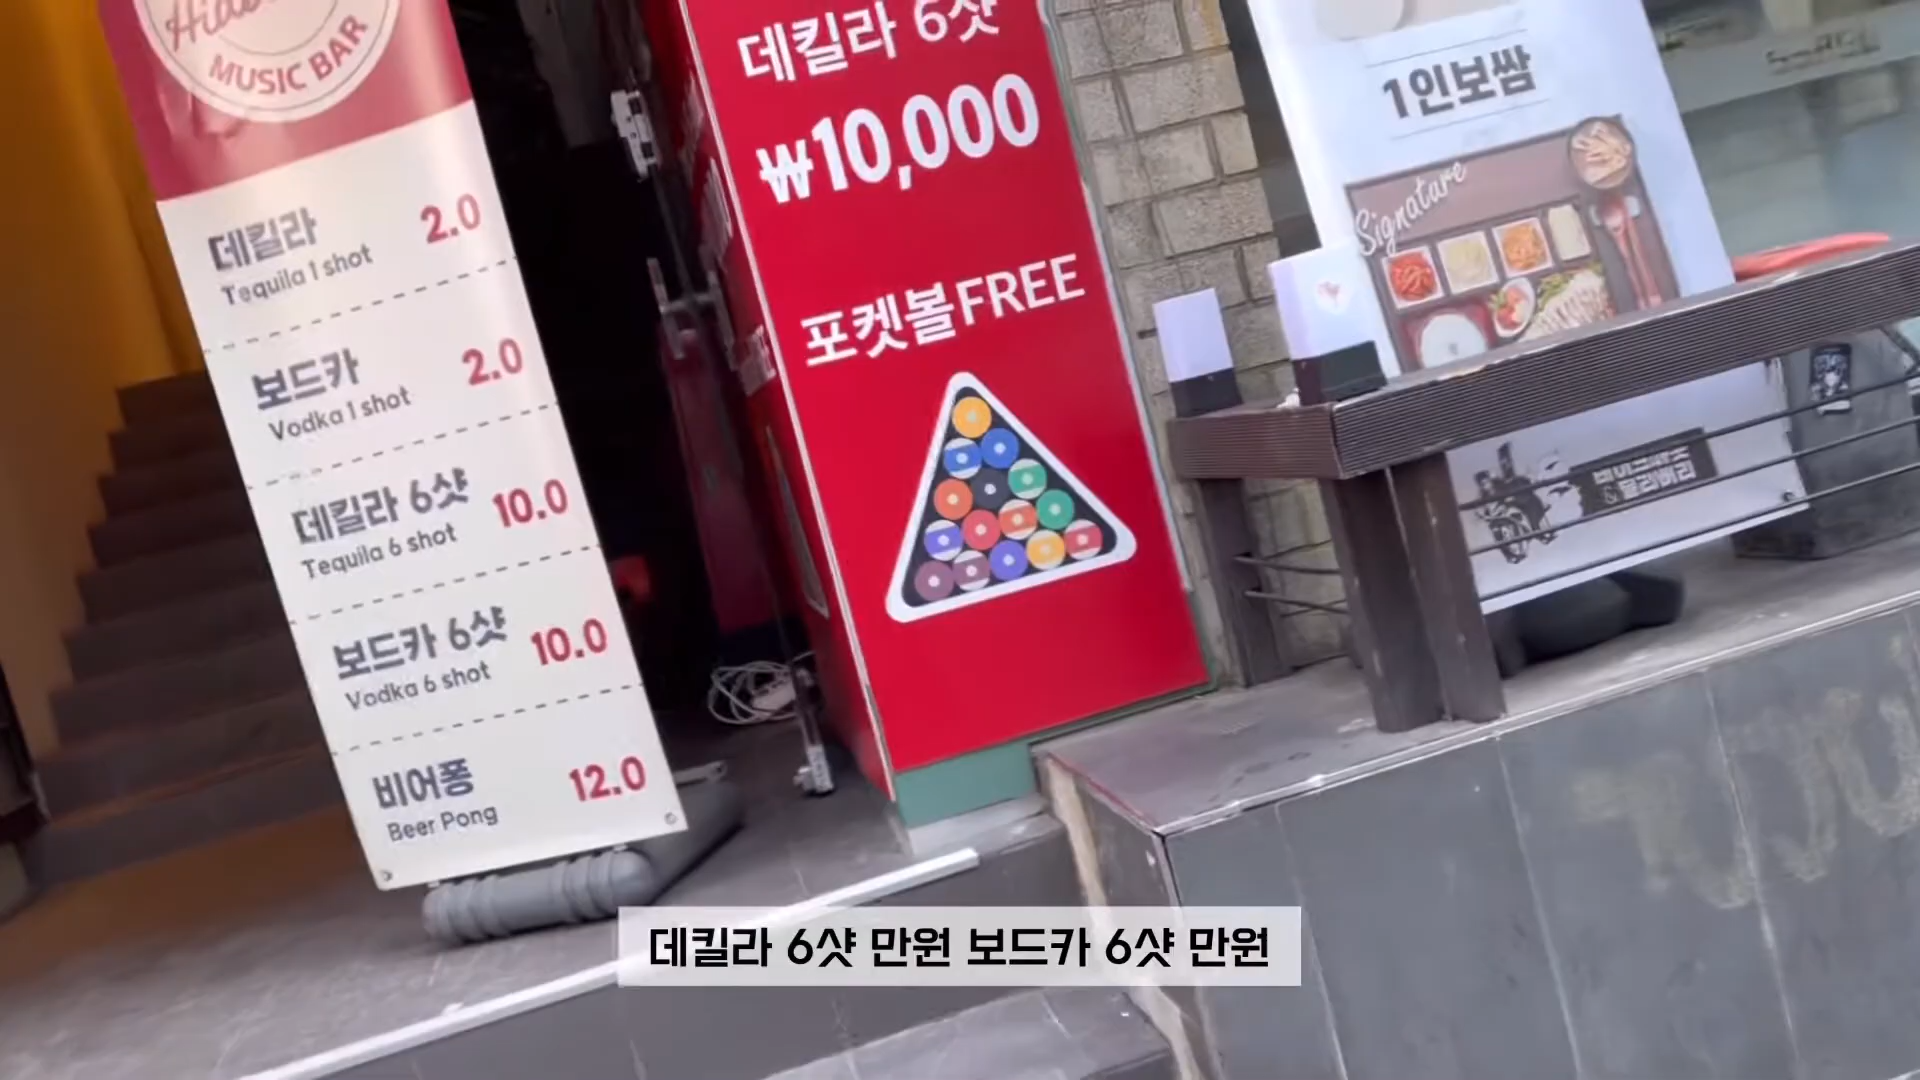 MUSIC BAR
데킬라 2.0
Tequila 1 shot
보드카 2.0
Vodka 1 shot
데킬라 6샷 10.0
Tequila 6 shot
보드카 6샷 10.0
Vodka 6 shot
비어퐁 12.0
Beer Pong
데킬라 6샷
₩10,000
포켓볼FREE
1인보쌈
Signature
데킬라 6샷 만원 보드카 6샷 만원